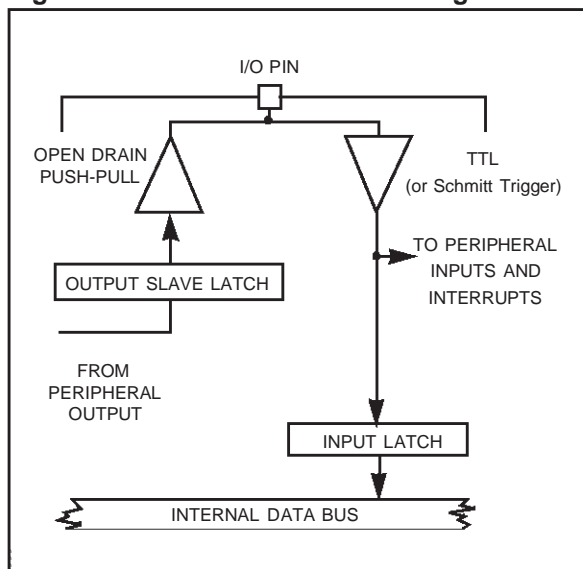 I/O PIN
OPEN DRAIN
PUSH-PULL
TTL
(or Schmitt Trigger)
TO PERIPHERAL
INPUTS AND
INTERRUPTS
OUTPUT SLAVE LATCH
FROM
PERIPHERAL
OUTPUT
INPUT LATCH
INTERNAL DATA BUS